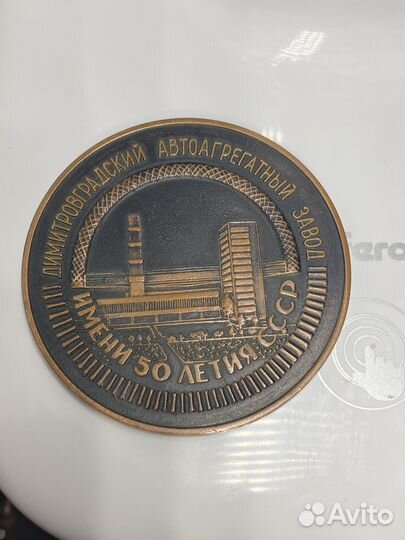 ДИМИТРОВГРАДСКИЙ АВТОАГРЕГАТНЫЙ ЗАВОД
ИМЕНИ 50 ЛЕТИЯ СССР
Avito